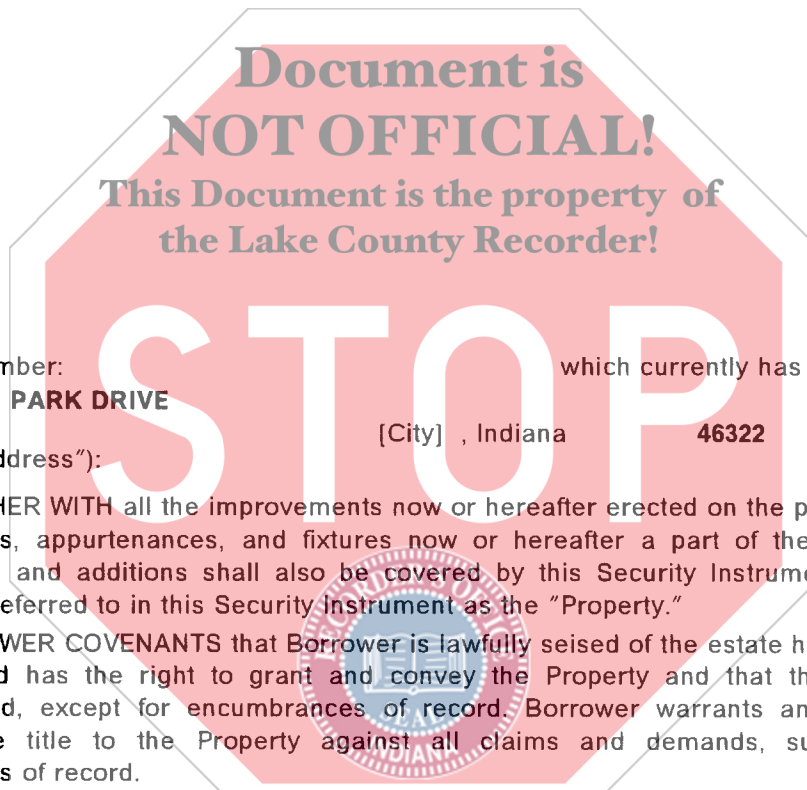 Document is
NOT OFFICIAL!
This Document is the property of
the Lake County Recorder!
STOP
mber: which currently has
PARK DRIVE
[City] , Indiana 46322
ddress"):
HER WITH all the improvements now or hereafter erected on the p
s, appurtenances, and fixtures now or hereafter a part of the
and additions shall also be covered by this Security Instrume
eferred to in this Security Instrument as the "Property."
WER COVENANTS that Borrower is lawfully seised of the estate h
d has the right to grant and convey the Property and that th
d, except for encumbrances of record. Borrower warrants an
e title to the Property against all claims and demands, su
s of record.
RECORDER'S OFFICE
SEAL
INDIANA